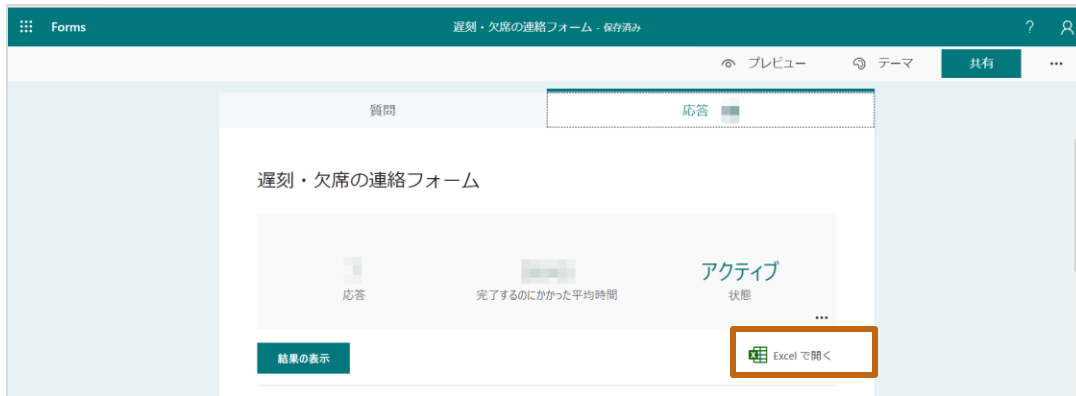 Forms 遅刻・欠席の連絡フォーム - 保存済み ?
プレビュー テーマ 共有 ...
質問 応答
遅刻・欠席の連絡フォーム
アクティブ
応答 完了するのにかかった平均時間 状態
...
結果の表示 Excel で開く